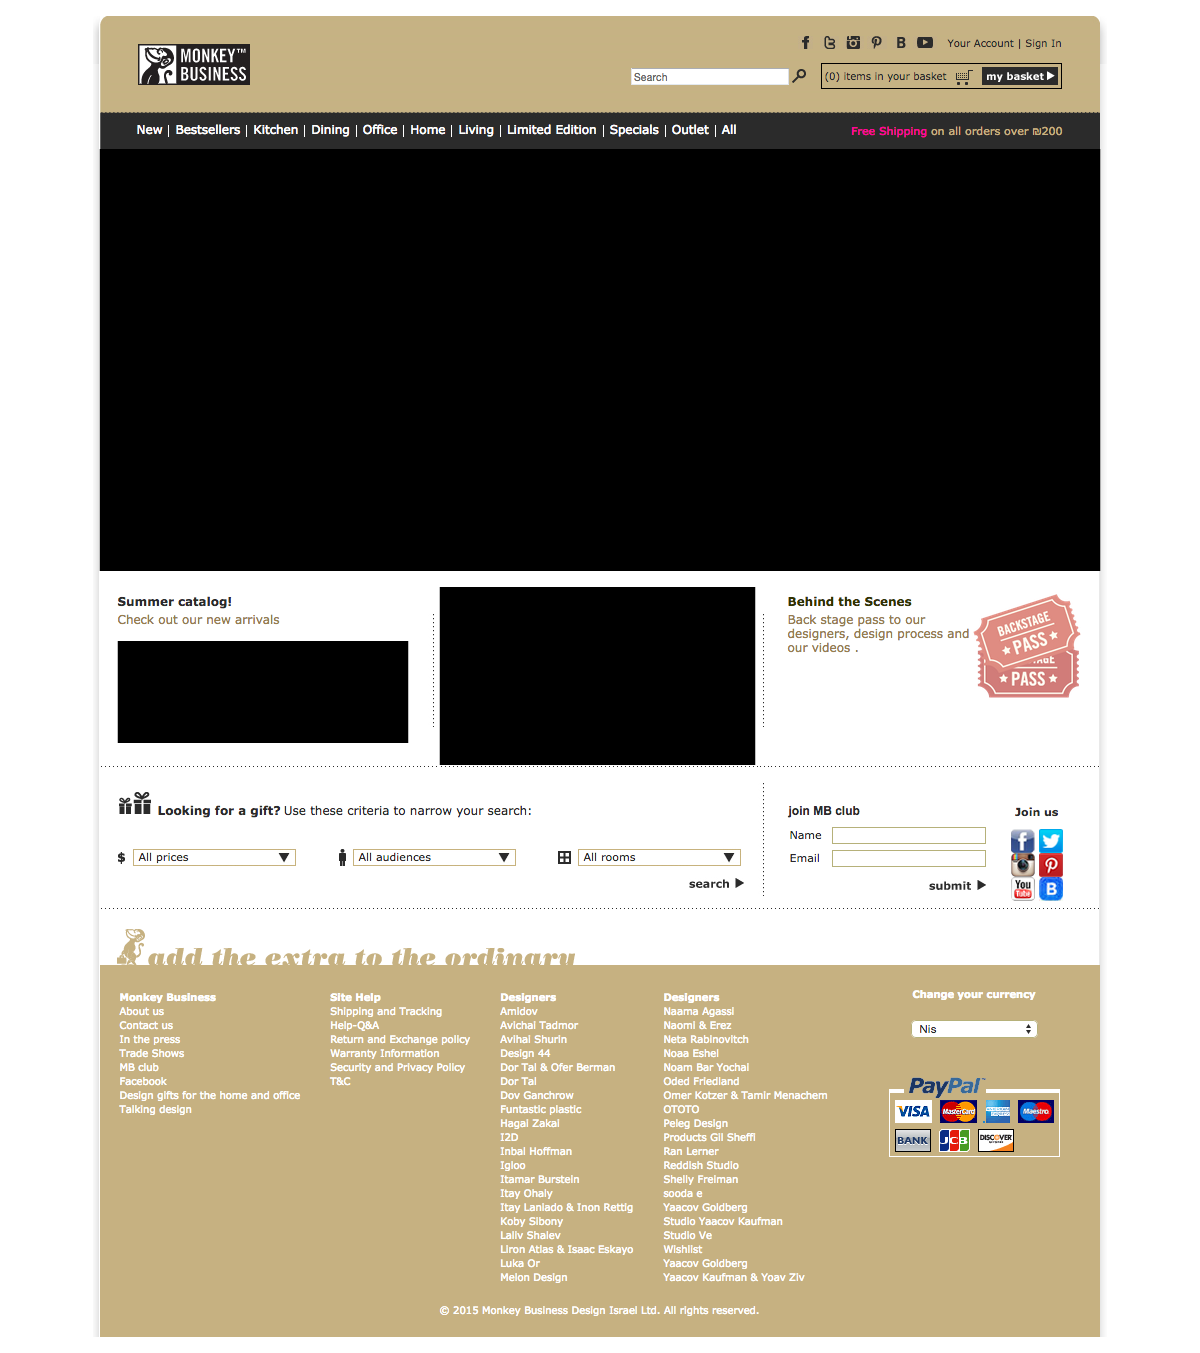 MONKEY™
BUSINESS
Your Account | Sign In
Search
(0) items in your basket
my basket
New | Bestsellers | Kitchen | Dining | Office | Home | Living | Limited Edition | Specials | Outlet | All
Free Shipping on all orders over ₪200
Summer catalog!
Check out our new arrivals
Behind the Scenes
Back stage pass to our
designers, design process and
our videos .
BACKSTAGE
★ PASS ★
★ PASS ★
Looking for a gift? Use these criteria to narrow your search:
$ All prices
All audiences
All rooms
search
join MB club
Name
Email
submit
Join us
You
Tube
B
add the extra to the ordinary
Monkey Business
About us
Contact us
In the press
Trade Shows
MB club
Facebook
Design gifts for the home and office
Talking design
Site Help
Shipping and Tracking
Help-Q&A
Return and Exchange policy
Warranty Information
Security and Privacy Policy
T&C
Designers
Amidov
Avichai Tadmor
Avihai Shurin
Design 44
Dor Tal & Ofer Berman
Dor Tal
Dov Ganchrow
Funtastic plastic
Hagai Zakai
I2D
Inbal Hoffman
Igloo
Itamar Burstein
Itay Ohaly
Itay Laniado & Inon Rettig
Koby Sibony
Laliv Shalev
Liron Atlas & Isaac Eskayo
Luka Or
Melon Design
Designers
Naama Agassi
Naomi & Erez
Neta Rabinovitch
Noaa Eshel
Noam Bar Yochai
Oded Friedland
Omer Kotzer & Tamir Menachem
OTOTO
Peleg Design
Products Gil Sheffi
Ran Lerner
Reddish Studio
Shelly Freiman
sooda e
Yaacov Goldberg
Studio Yaacov Kaufman
Studio Ve
Wishlist
Yaacov Goldberg
Yaacov Kaufman & Yoav Ziv
Change your currency
Nis
PayPal
VISA MasterCard AMERICAN EXPRESS Maestro
BANK JCB DISCOVER
© 2015 Monkey Business Design Israel Ltd. All rights reserved.